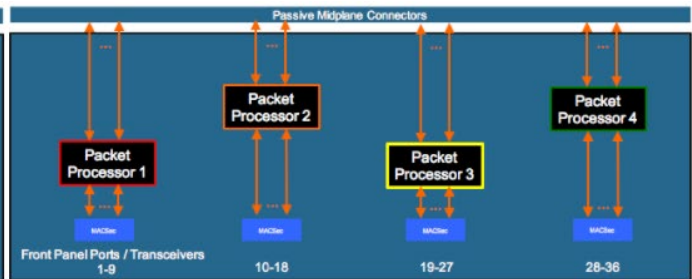 Passive Midplane Connectors
...
...
...
...
Packet
Processor 1
Packet
Processor 2
Packet
Processor 3
Packet
Processor 4
...
...
...
...
MACSec
MACSec
MACSec
MACSec
Front Panel Ports / Transceivers
1-9
10-18
19-27
28-36